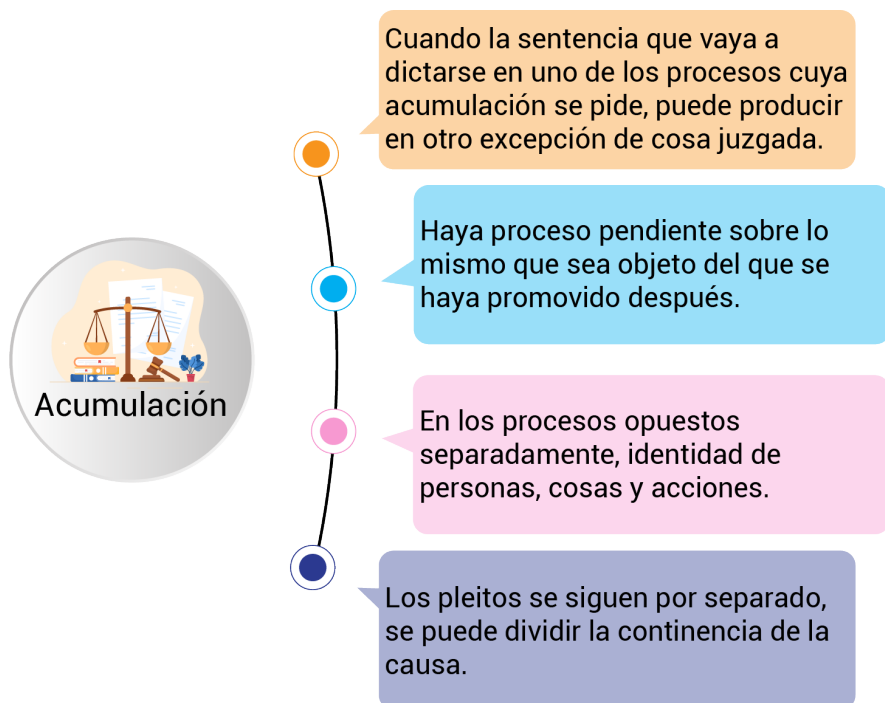 Cuando la sentencia que vaya a
dictarse en uno de los procesos cuya
acumulación se pide, puede producir
en otro excepción de cosa juzgada.
Haya proceso pendiente sobre lo
mismo que sea objeto del que se
haya promovido después.
Acumulación
En los procesos opuestos
separadamente, identidad de
personas, cosas y acciones.
Los pleitos se siguen por separado,
se puede dividir la continencia de la
causa.